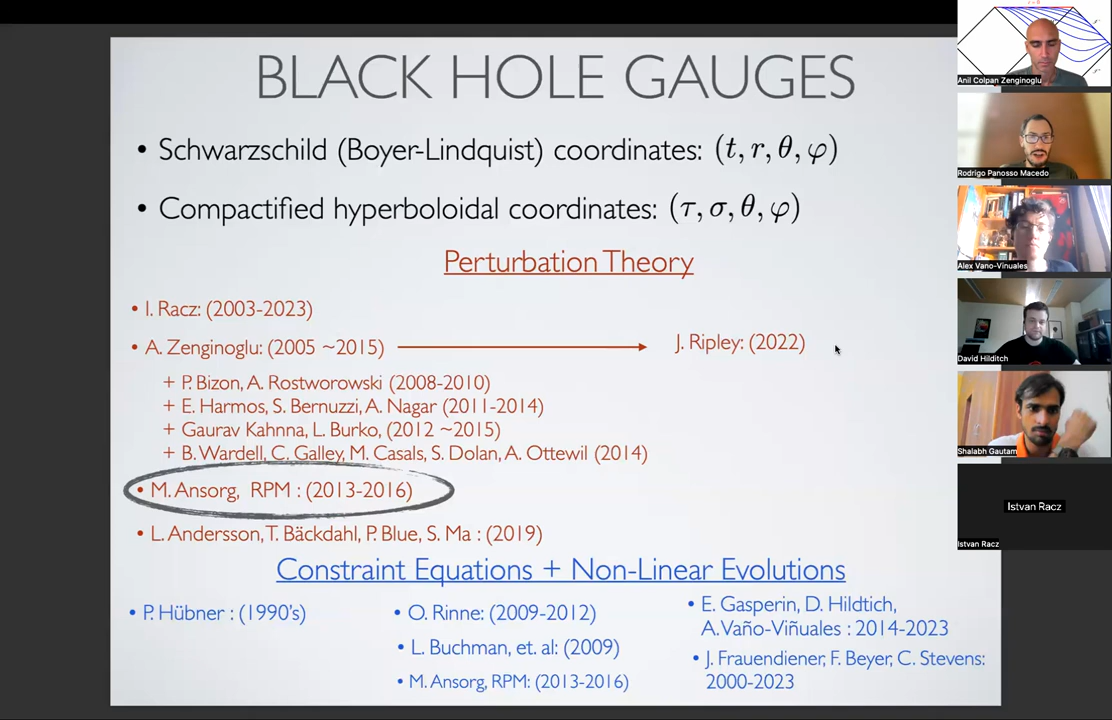 BLACK HOLE GAUGES
• Schwarzschild (Boyer-Lindquist) coordinates: (t, r, θ, φ)
• Compactified hyperboloidal coordinates: (τ, σ, θ, φ)
Perturbation Theory
• I. Racz: (2003-2023)
• A. Zenginoglu: (2005 ~2015)
J. Ripley: (2022)
+ P. Bizon, A. Rostworowski (2008-2010)
+ E. Harmos, S. Bernuzzi, A. Nagar (2011-2014)
+ Gaurav Kahnna, L. Burko, (2012 ~2015)
+ B. Wardell, C. Galley, M. Casals, S. Dolan, A. Ottewil (2014)
• M. Ansorg, RPM : (2013-2016)
• L. Andersson, T. Bäckdahl, P. Blue, S. Ma : (2019)
Constraint Equations + Non-Linear Evolutions
• P. Hübner : (1990's)
• O. Rinne: (2009-2012)
• L. Buchman, et. al: (2009)
• M. Ansorg, RPM: (2013-2016)
• E. Gasperin, D. Hildtich,
A. Vaño-Viñuales : 2014-2023
• J. Frauendiener, F. Beyer, C. Stevens:
2000-2023
Anil Colpan Zenginoglu
Rodrigo Panosso Macedo
Alex Vano-Vinuales
David Hilditch
Shalabh Gautam
Istvan Racz
Istvan Racz